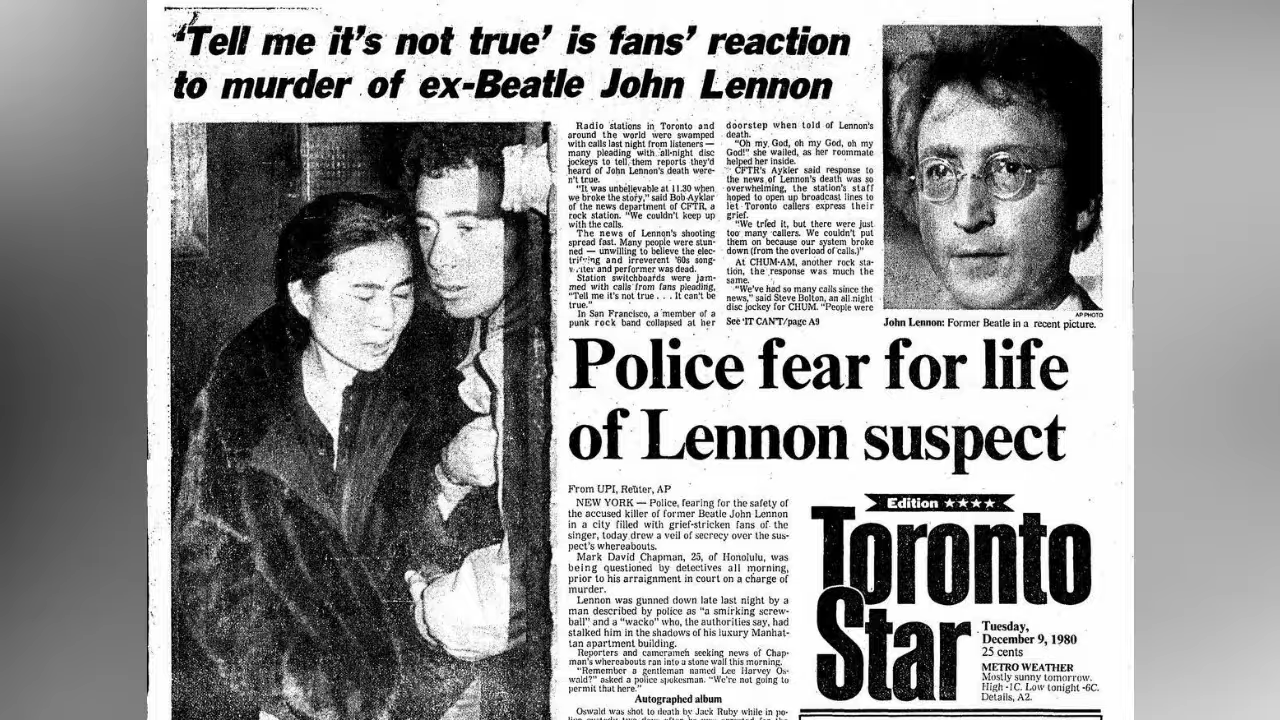 ‘Tell me it's not true’ is fans’ reaction
to murder of ex-Beatle John Lennon
Radio stations in Toronto and
around the world were swamped
with calls last night from listeners —
many pleading with all-night disc
jockeys to tell them reports they'd
heard of John Lennon's death were-
n't true.
"It was unbelievable at 11.30 when
we broke the story," said Bob Aykler
of the news department of CFTR, a
rock station. "We couldn't keep up
with the calls.
The news of Lennon's shooting
spread fast. Many people were stun-
ned — unwilling to believe the elec-
trifying and irreverent '60s song-
writer and performer was dead.
Station switchboards were jam-
med with calls from fans pleading,
"Tell me it's not true . . . It can't be
true."
In San Francisco, a member of a
punk rock band collapsed at her
doorstep when told of Lennon's
death.
"Oh my God, oh my God, oh my
God!" she wailed, as her roommate
helped her inside.
CFTR's Aykler said response to
the news of Lennon's death was so
overwhelming, the station's staff
hoped to open up broadcast lines to
let Toronto callers express their
grief.
"We tried it, but there were just
too many callers. We couldn't put
them on because our system broke
down (from the overload of calls.)"
At CHUM-AM, another rock sta-
tion, the response was much the
same.
"We've had so many calls since the
news," said Steve Bolton, an all.night
disc jockey for CHUM. "People were
See 'IT CAN'T/page A9
AP PHOTO
John Lennon: Former Beatle in a recent picture.
Police fear for life
of Lennon suspect
From UPI, Reuter, AP
NEW YORK — Police, fearing for the safety of
the accused killer of former Beatle John Lennon
in a city filled with grief-stricken fans of the
singer, today drew a veil of secrecy over the sus-
pect's whereabouts.
Mark David Chapman, 25, of Honolulu, was
being questioned by detectives all morning,
prior to his arraignment in court on a charge of
murder.
Lennon was gunned down late last night by a
man described by police as "a smirking screw-
ball" and a "wacko" who, the authorities say, had
stalked him in the shadows of his luxury Manhat-
tan apartment building.
Reporters and cameramen seeking news of Chap-
man's whereabouts ran into a stone wall this morning.
"Remember a gentleman named Lee Harvey Os-
wald?" asked a police spokesman. "We're not going to
permit that here."
Autographed album
Oswald was shot to death by Jack Ruby while in po-
lice custody two days after he was arrested for the
Edition ★★★★
Toronto
Star
Tuesday,
December 9, 1980
25 cents
METRO WEATHER
Mostly sunny tomorrow.
High -1C. Low tonight -6C.
Details, A2.